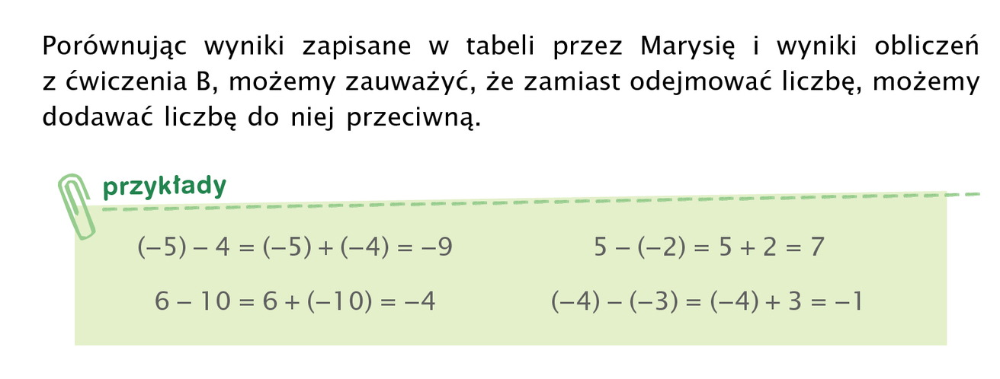 Porównując wyniki zapisane w tabeli przez Marysię i wyniki obliczeń
z ćwiczenia B, możemy zauważyć, że zamiast odejmować liczbę, możemy
dodawać liczbę do niej przeciwną.
przykłady
(−5) − 4 = (−5) + (−4) = −9
5 − (−2) = 5 + 2 = 7
6 − 10 = 6 + (−10) = −4
(−4) − (−3) = (−4) + 3 = −1